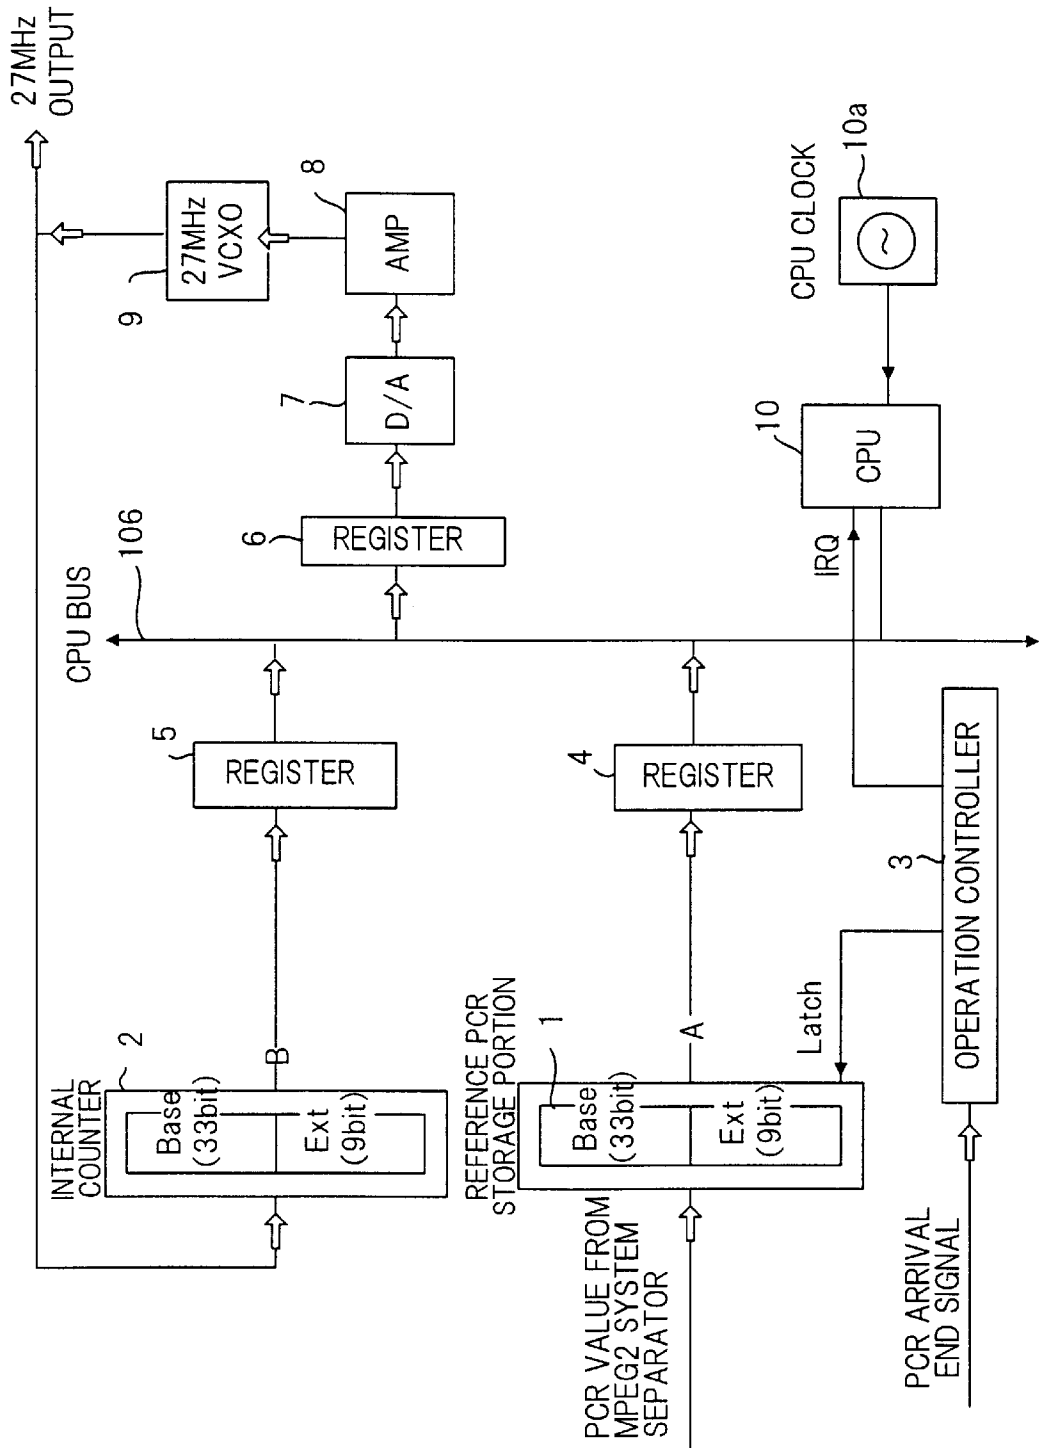 27MHz
OUTPUT
9
27MHz
VCXO
8
AMP
7
D/A
6
REGISTER
CPU BUS
106
5
REGISTER
B
INTERNAL
COUNTER
2
Base
(33bit)
Ext
(9bit)
CPU CLOCK
10a
10
CPU
IRQ
4
REGISTER
A
REFERENCE PCR
STORAGE PORTION
1
Base
(33bit)
Ext
(9bit)
Latch
3
OPERATION CONTROLLER
PCR VALUE FROM
MPEG2 SYSTEM
SEPARATOR
PCR ARRIVAL
END SIGNAL